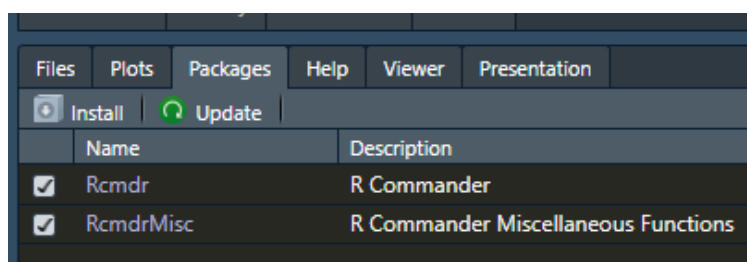 Files Plots Packages Help Viewer Presentation
Install Update
Name Description
Rcmdr R Commander
RcmdrMisc R Commander Miscellaneous Functions